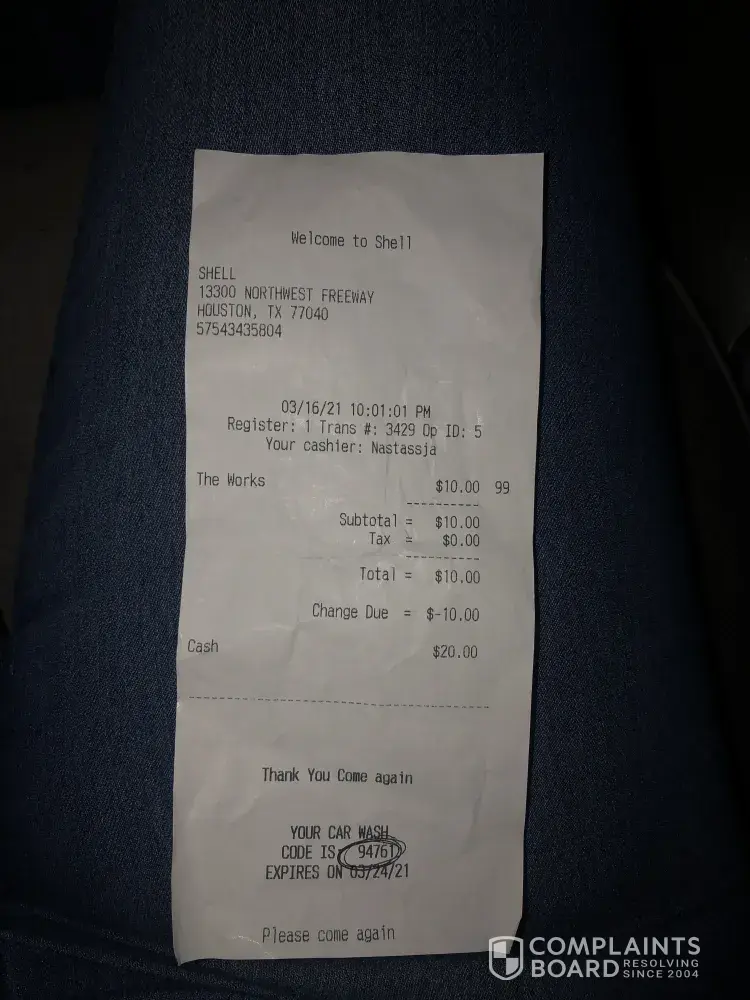 Welcome to Shell
SHELL
13300 NORTHWEST FREEWAY
HOUSTON, TX 77040
57543435804
03/16/21 10:01:01 PM
Register: 1 Trans #: 3429 Op ID: 5
Your cashier: Nastassja
The Works $10.00 99
Subtotal = $10.00
Tax = $0.00
Total = $10.00
Change Due = $-10.00
Cash $20.00
Thank You Come again
YOUR CAR WASH
CODE IS: 94761
EXPIRES ON 03/24/21
Please come again
COMPLAINTS
BOARD RESOLVING
SINCE 2004